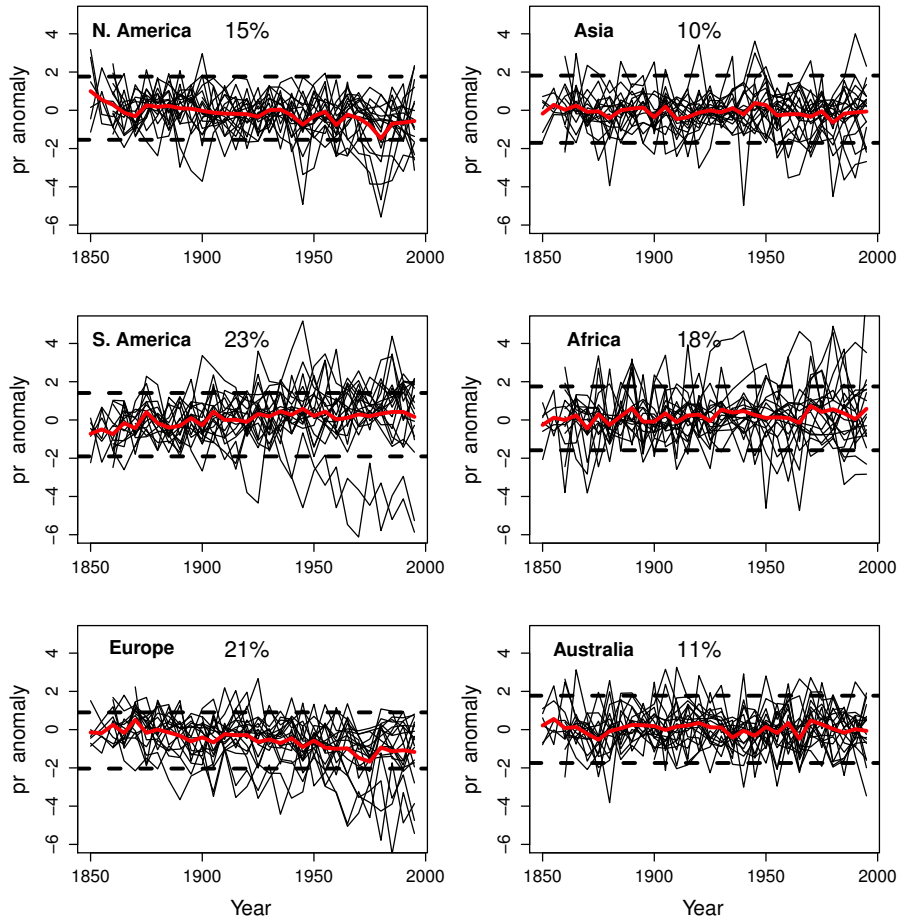 N. America 15%
pr anomaly
4
2
0
−2
−4
−6
1850 1900 1950 2000
Asia 10%
pr anomaly
4
2
0
−2
−4
−6
1850 1900 1950 2000
S. America 23%
pr anomaly
4
2
0
−2
−4
−6
1850 1900 1950 2000
Africa 18%
pr anomaly
4
2
0
−2
−4
−6
1850 1900 1950 2000
Europe 21%
pr anomaly
4
2
0
−2
−4
−6
1850 1900 1950 2000
Year
Australia 11%
pr anomaly
4
2
0
−2
−4
−6
1850 1900 1950 2000
Year